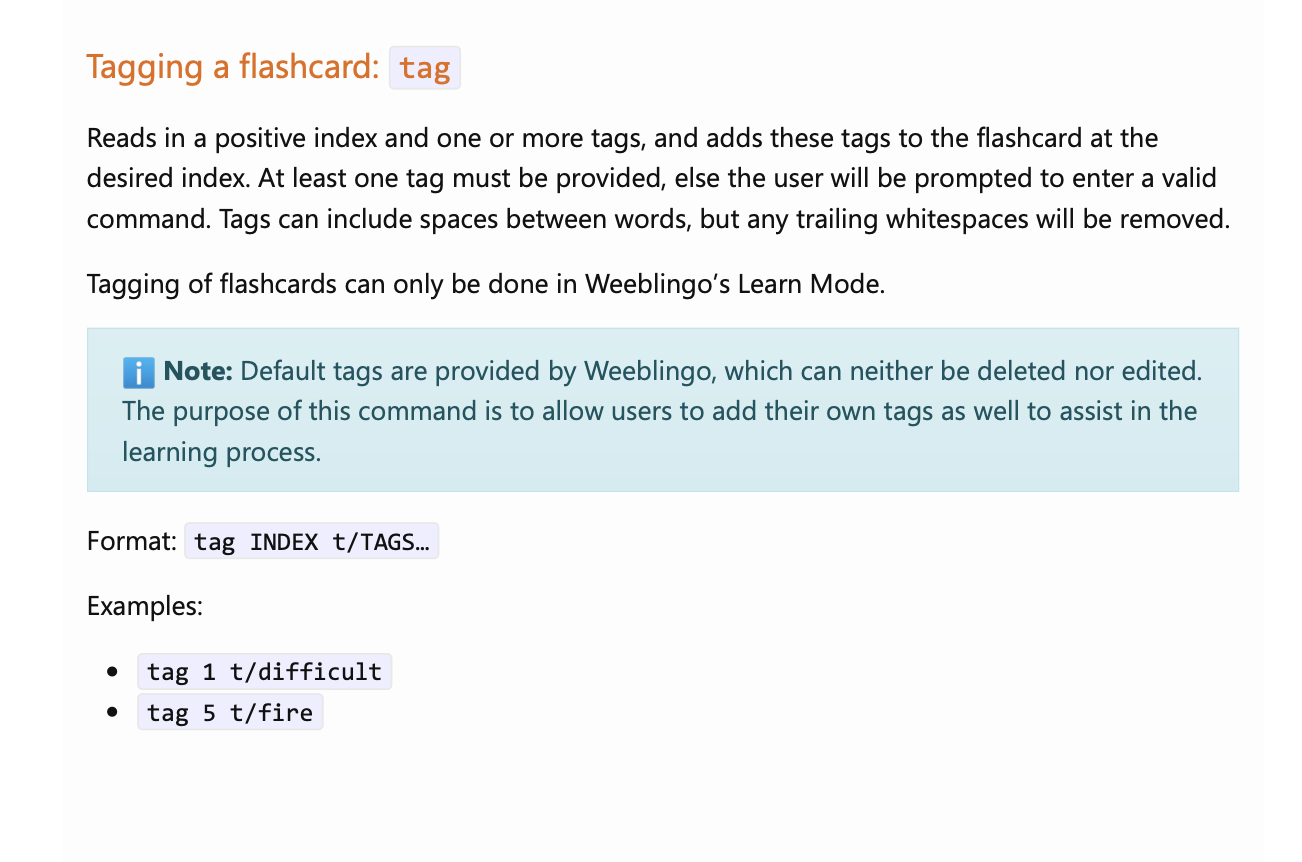 Tagging a flashcard: tag
Reads in a positive index and one or more tags, and adds these tags to the flashcard at the
desired index. At least one tag must be provided, else the user will be prompted to enter a valid
command. Tags can include spaces between words, but any trailing whitespaces will be removed.
Tagging of flashcards can only be done in Weeblingo’s Learn Mode.
ℹ️ Note: Default tags are provided by Weeblingo, which can neither be deleted nor edited.
The purpose of this command is to allow users to add their own tags as well to assist in the
learning process.
Format: tag INDEX t/TAGS…
Examples:
• tag 1 t/difficult
• tag 5 t/fire